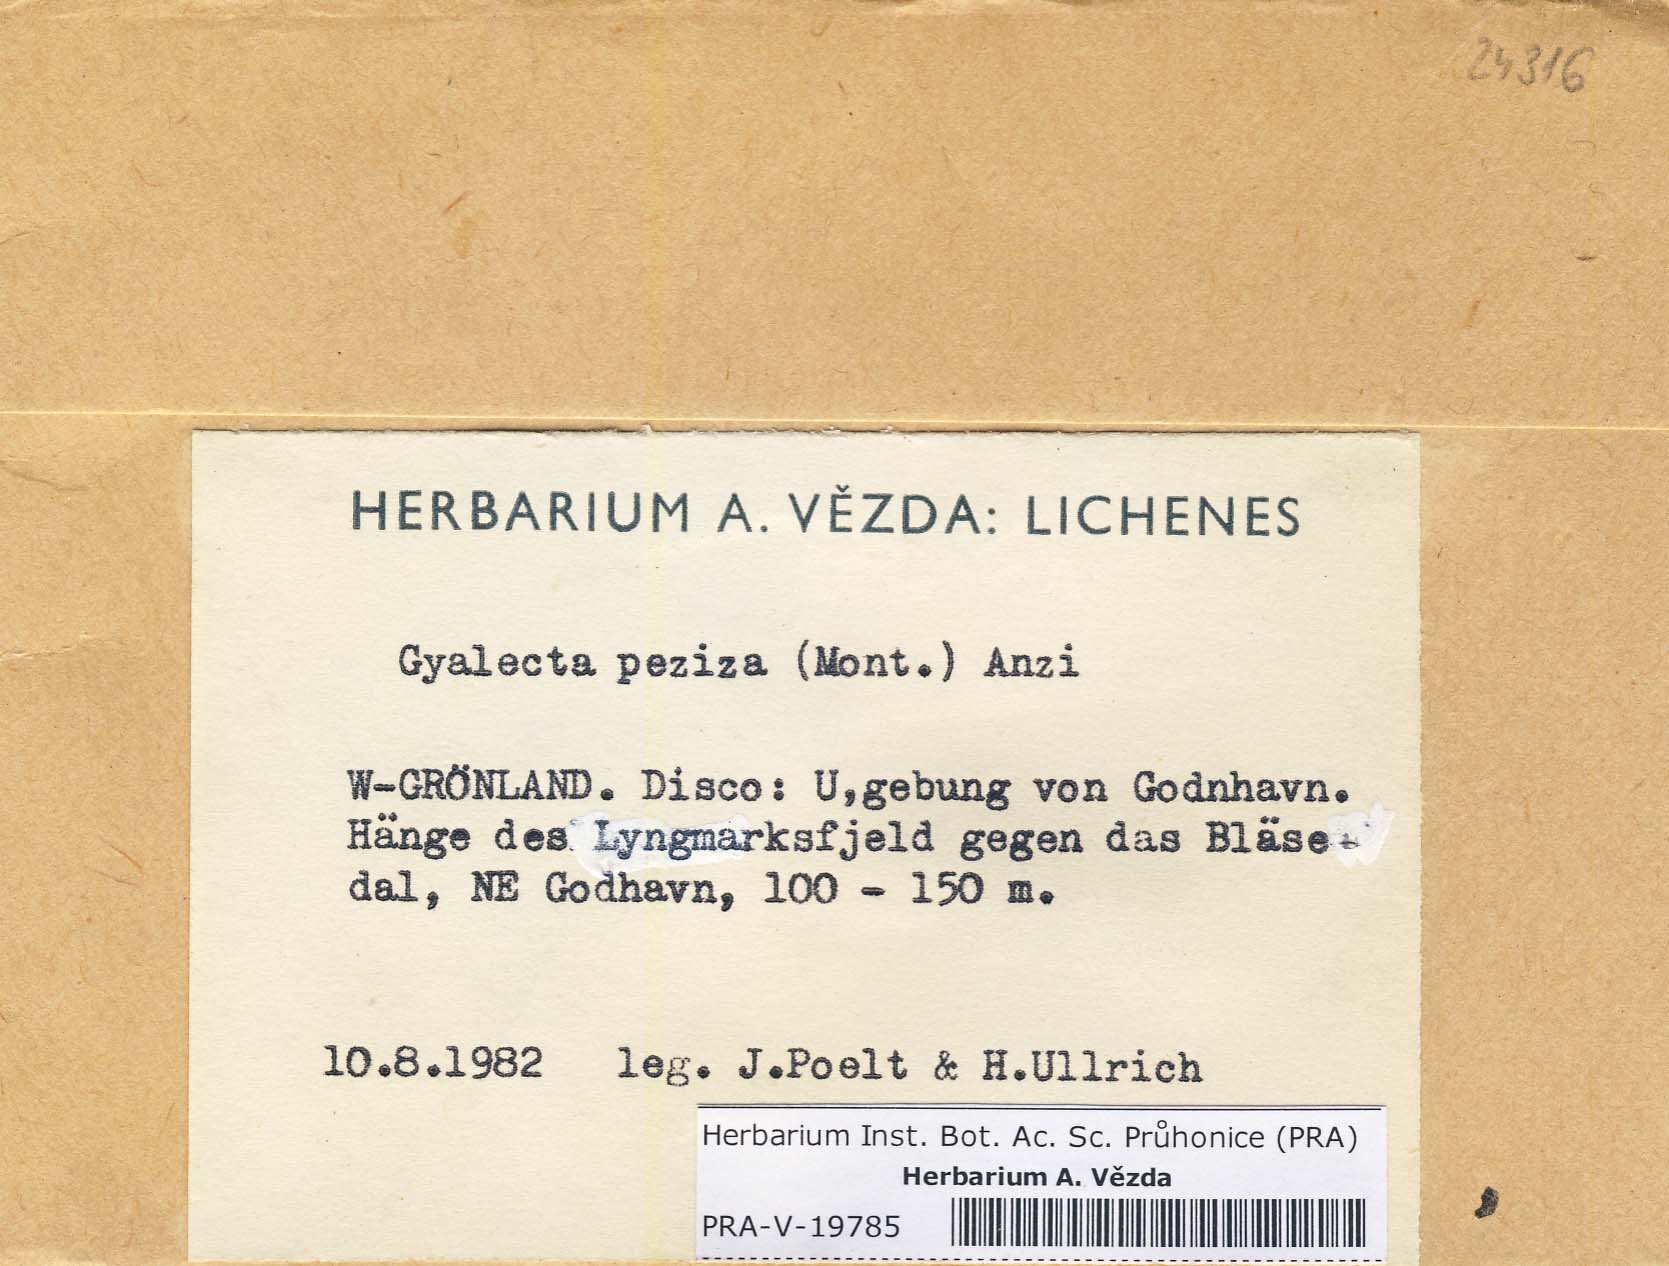 24316
HERBARIUM A. VĚZDA: LICHENES
Gyalecta peziza (Mont.) Anzi
W-GRÖNLAND. Disco: U,gebung von Godnhavn.
Hänge des Lyngmarksfjeld gegen das Bläse-
dal, NE Godhavn, 100 - 150 m.
10.8.1982 leg. J.Poelt & H.Ullrich
Herbarium Inst. Bot. Ac. Sc. Průhonice (PRA)
Herbarium A. Vězda
PRA-V-19785